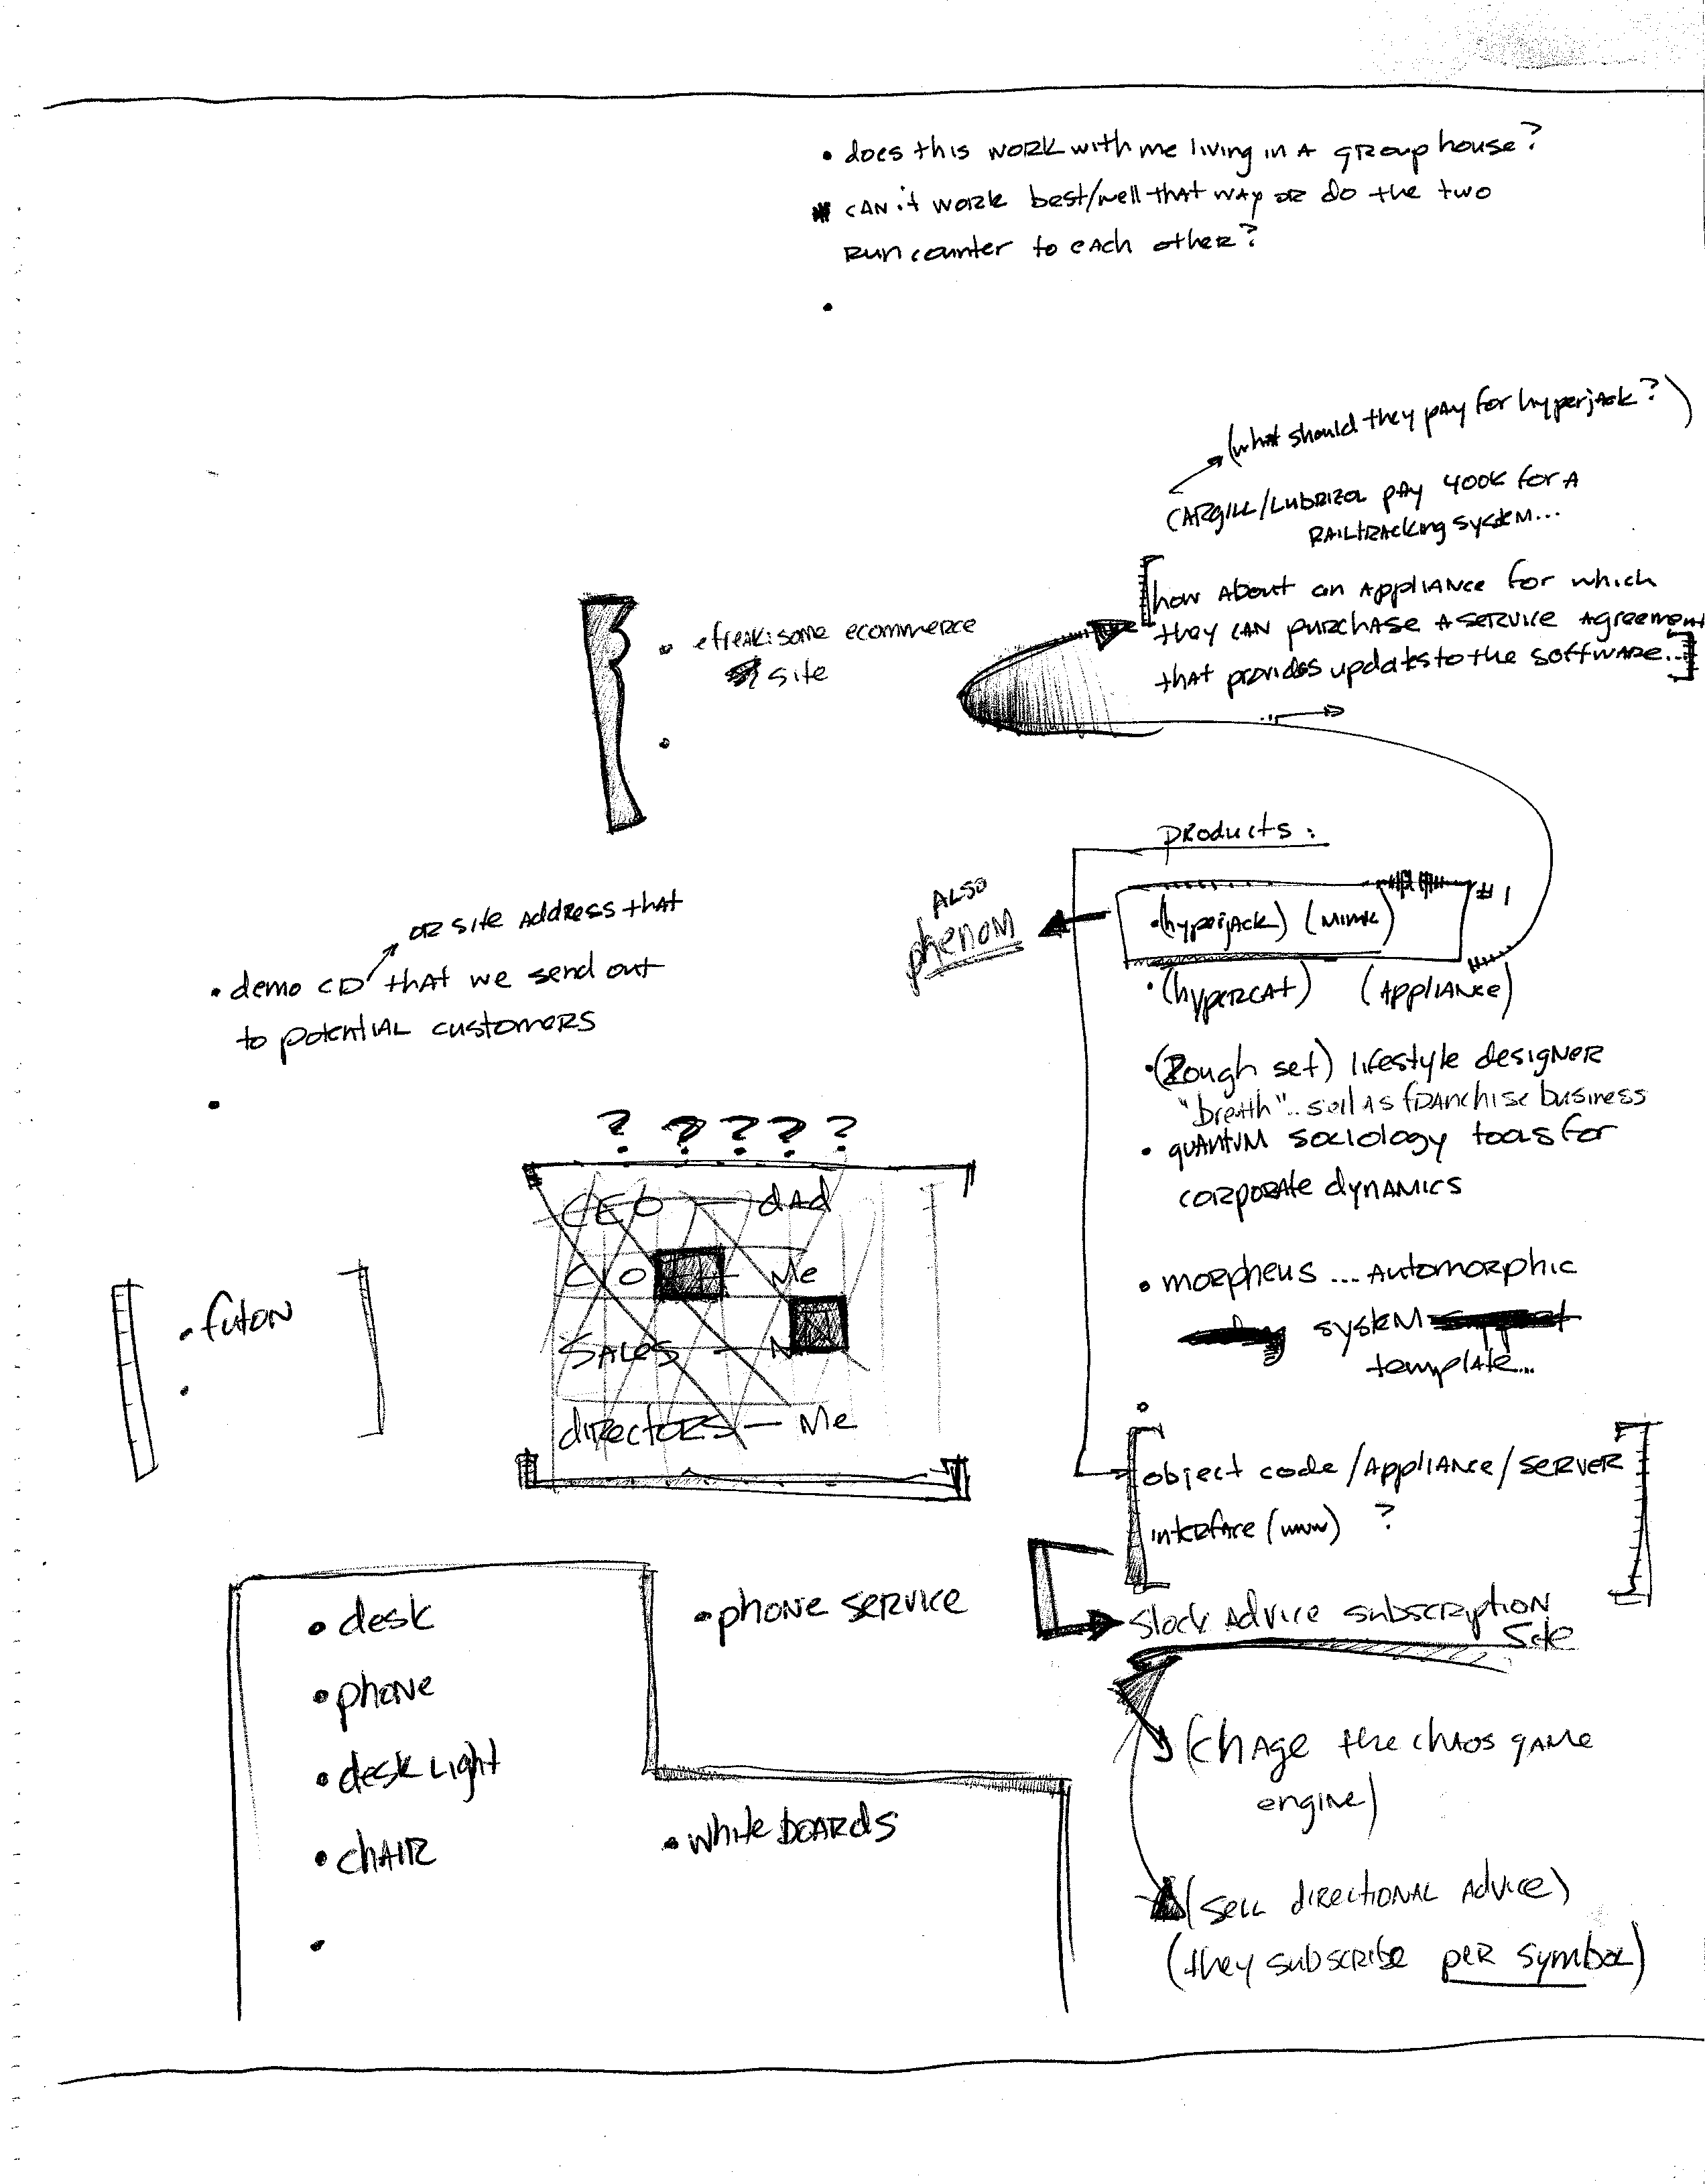 • does this work with me living in a group house?
* can it work best/well that way or do the two
run counter to each other?
•
(what should they pay for hyperjack?)
Cargill/Lubrizol pay 400k for a
railtracking system...
[how about an appliance for which
they can purchase a service agreement
that provides updates to the software...]
• efreak: some ecommerce
site
•
products:
• (hyperjack) (mimk) #1
also
phenom
• (hypercat) (appliance)
• (Rough set) lifestyle designer
"breath".. sell as franchise business
• quantum sociology tools for
corporate dynamics
• morpheus ... automorphic
system
template...
•
[object code/appliance/server
interface (www) ?]
Stock advice subscription
site
(chage the chaos game
engine)
(sell directional advice)
(they subscribe per symbol)
or site address that
• demo CD that we send out
to potential customers
•
? ? ? ? ?
CEO — dad
C O — Me
Sales —
directors — Me
[• futon
• ]
• desk
• phone
• desk light
• chair
•
• phone service
• white boards